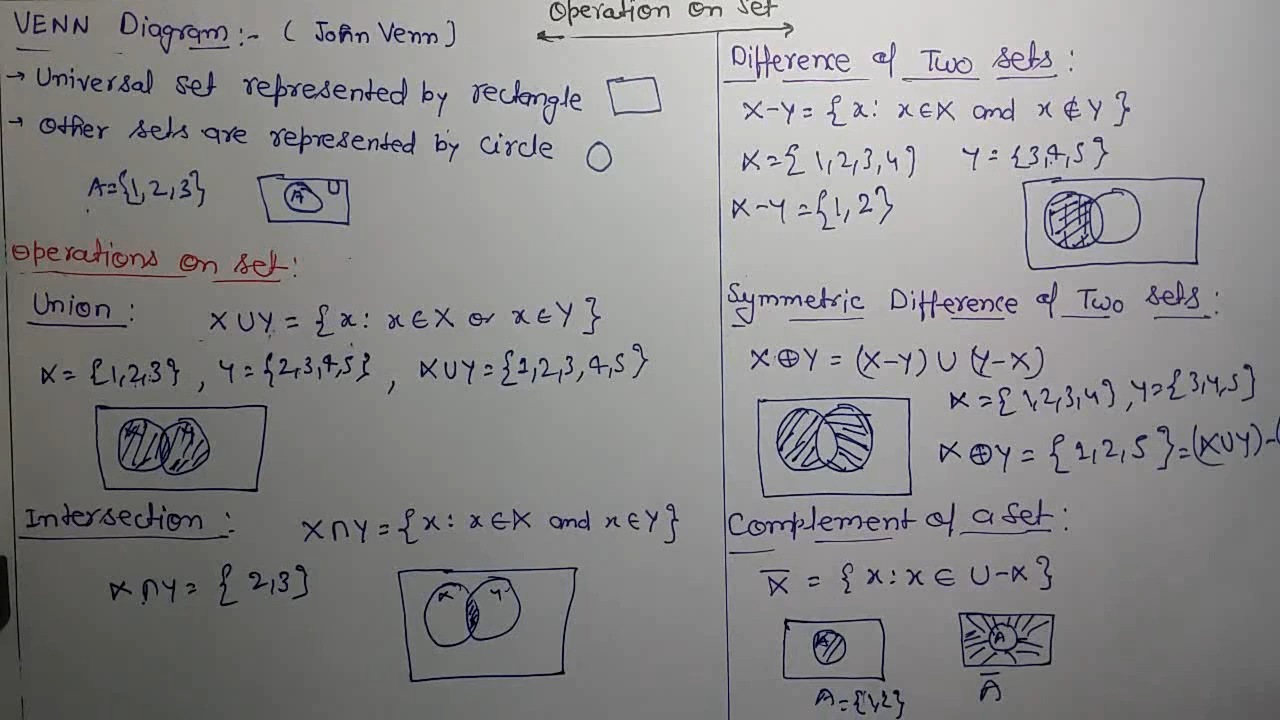 Operation on set
VENN Diagram :- ( John Venn )
→ Universal set represented by rectangle
→ Other sets are represented by circle
A={1,2,3}
A U
Operations on set :
Union : X∪Y = {x: x∈X or x∈Y}
X = {1,2,3} , Y = {2,3,4,5} , X∪Y = {1,2,3,4,5}
Intersection : X∩Y = {x: x∈X and x∈Y}
X∩Y = { 2,3}
X Y
Difference of Two sets :
X-Y = {x: x∈X and x∉Y}
X={1,2,3,4} Y = {3,4,5}
X-Y = {1,2}
Symmetric Difference of Two sets :
X⊕Y = (X-Y) ∪ (Y-X)
X = {1,2,3,4} , Y = {3,4,5}
X⊕Y = {1,2,5} = (X∪Y)-(
Complement of a set :
X̅ = {x: x∈ U-X}
A
A = {1,2}
A
A̅